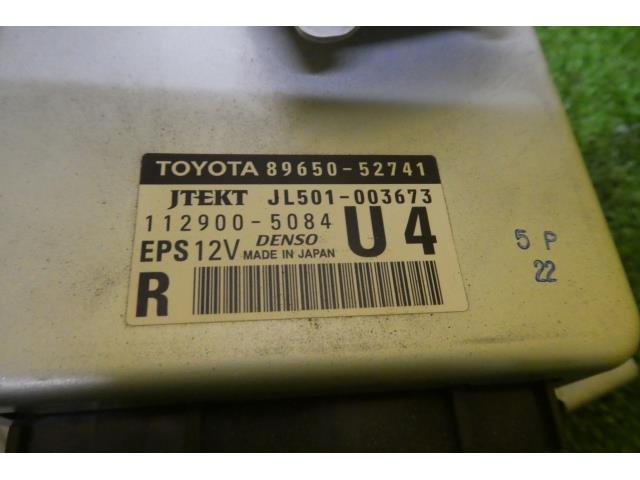 TOYOTA 89650-52741
JTEKT JL501-003673
112900-5084 U4
EPS 12V DENSO
MADE IN JAPAN
R
5 P
22